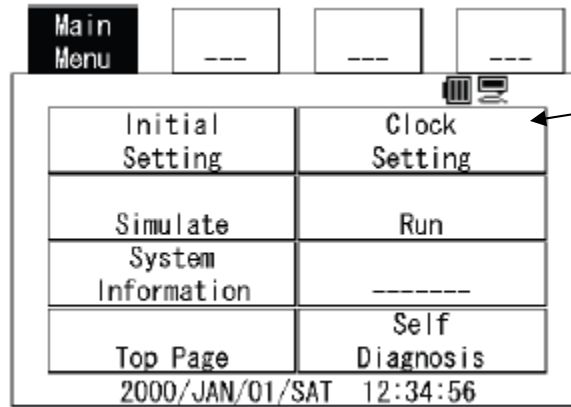 Main
Menu --- --- ---
Initial Clock
Setting Setting
Simulate Run
System
Information -------
Self
Top Page Diagnosis
2000/JAN/01/SAT 12:34:56